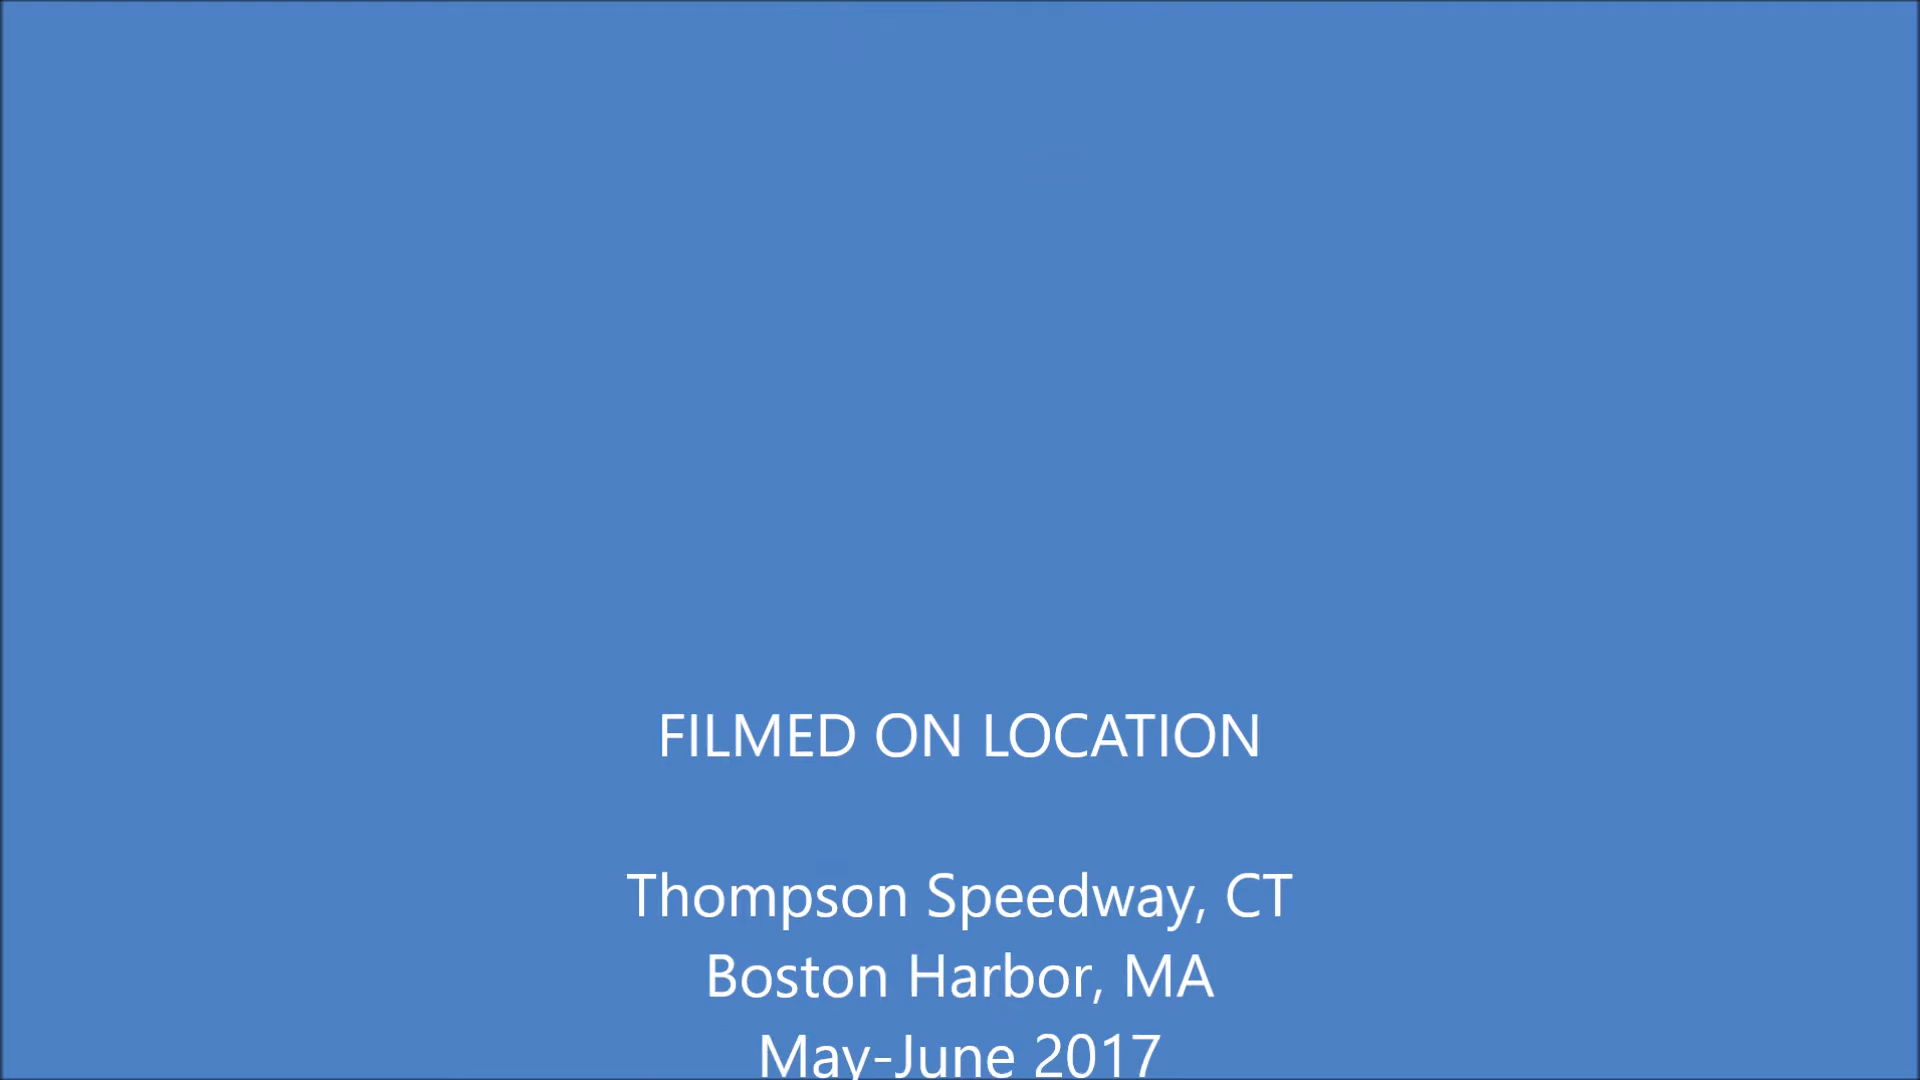 FILMED ON LOCATION
Thompson Speedway, CT
Boston Harbor, MA
May-June 2017